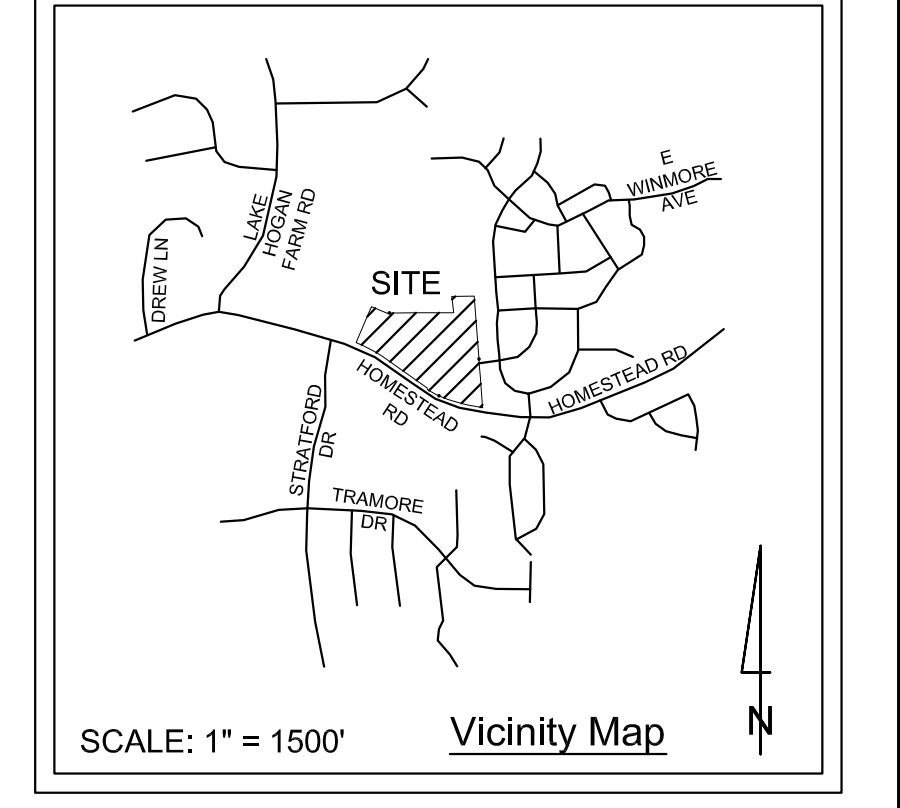 E
WINMORE
AVE
LAKE
HOGAN
FARM RD
DREW LN
SITE
HOMESTEAD
RD
HOMESTEAD RD
STRATFORD
DR
TRAMORE
DR
SCALE: 1" = 1500'
Vicinity Map
N